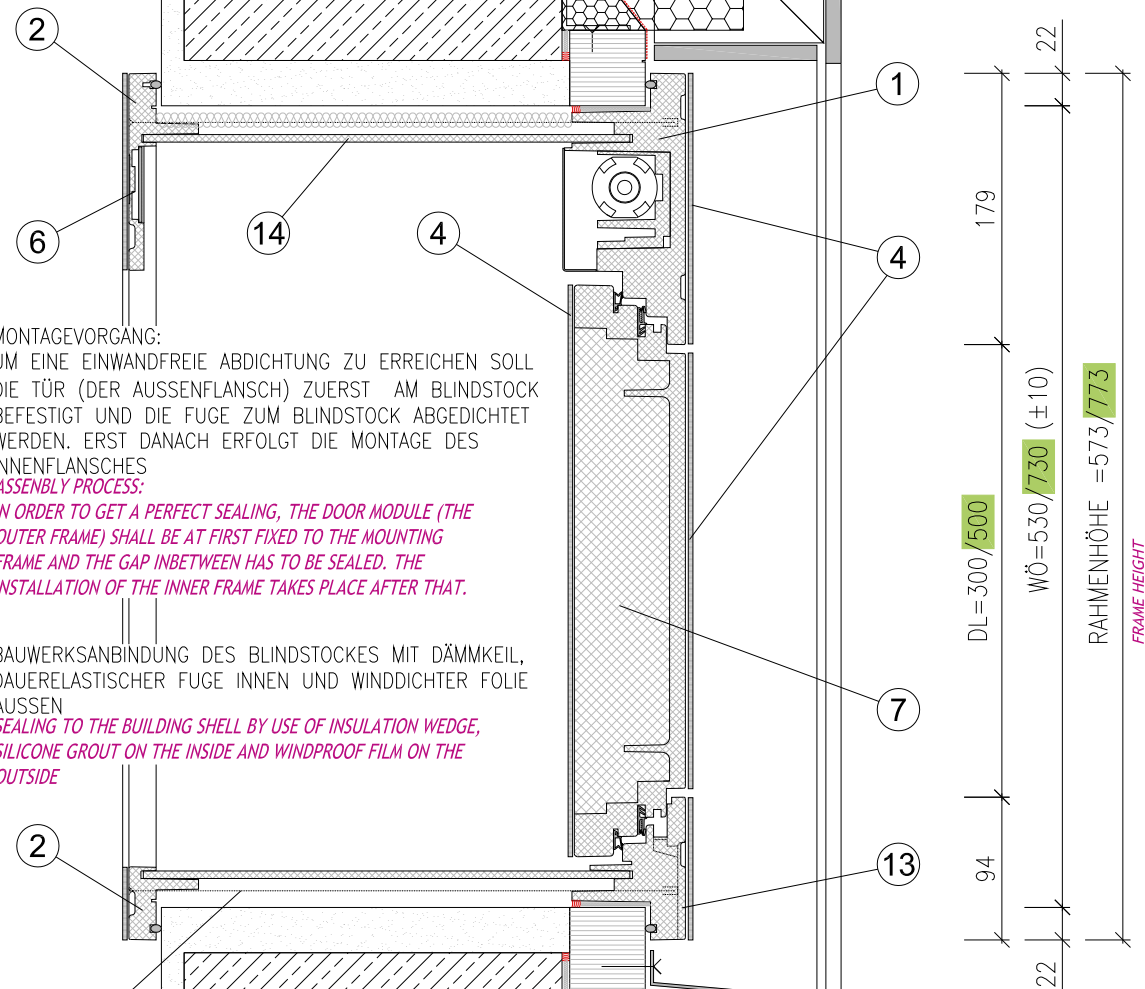 2
22
1
179
6
14
4
4
MONTAGEVORGANG:
UM EINE EINWANDFREIE ABDICHTUNG ZU ERREICHEN SOLL
DIE TÜR (DER AUSSENFLANSCH) ZUERST AM BLINDSTOCK
BEFESTIGT UND DIE FUGE ZUM BLINDSTOCK ABGEDICHTET
WERDEN. ERST DANACH ERFOLGT DIE MONTAGE DES
INNENFLANSCHES
ASSENBLY PROCESS:
IN ORDER TO GET A PERFECT SEALING, THE DOOR MODULE (THE
OUTER FRAME) SHALL BE AT FIRST FIXED TO THE MOUNTING
FRAME AND THE GAP INBETWEEN HAS TO BE SEALED. THE
INSTALLATION OF THE INNER FRAME TAKES PLACE AFTER THAT.
DL=300/500
WÖ=530/730 (±10)
RAHMENHÖHE =573/773
FRAME HEIGHT
BAUWERKSANBINDUNG DES BLINDSTOCKES MIT DÄMMKEIL,
DAUERELASTISCHER FUGE INNEN UND WINDDICHTER FOLIE
AUSSEN
SEALING TO THE BUILDING SHELL BY USE OF INSULATION WEDGE,
SILICONE GROUT ON THE INSIDE AND WINDPROOF FILM ON THE
OUTSIDE
7
2
13
94
22